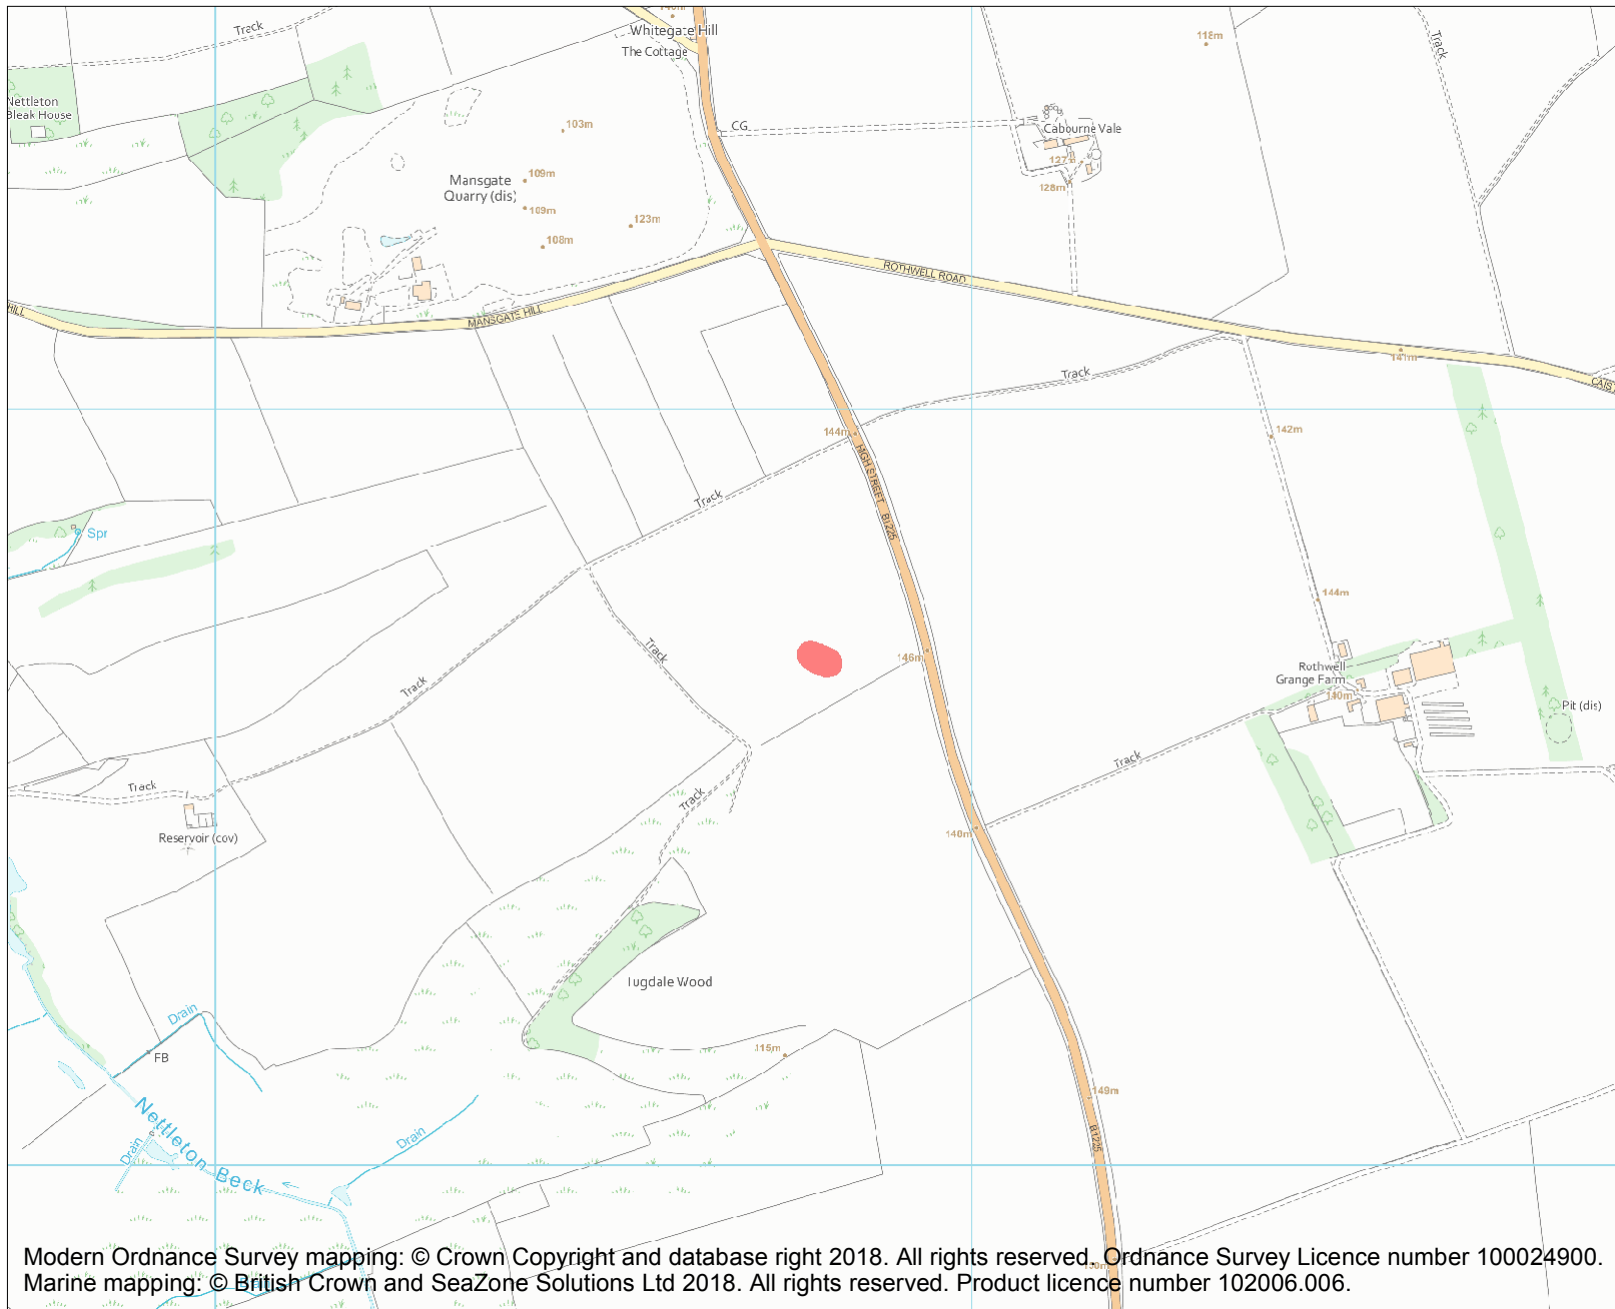 Track
Whitegate Hill
The Cottage
118m
Track
Nettleton
Bleak House
103m
CG
Cabourne Vale
128m
Mansgate
Quarry (dis)
109m
109m
123m
108m
ROTHWELL ROAD
HILL
MANSGATE HILL
141m
Track
144m
142m
HIGH STREET
B1225
Track
Spr
144m
Track
146m
Rothwell
Grange Farm
140m
Track
Pit (dis)
Track
Track
Track
Reservoir (cov)
140m
Tugdale Wood
Drain
FB
115m
149m
Nettleton Beck
Drain
Drain
B1225
Modern Ordnance Survey mapping: © Crown Copyright and database right 2018. All rights reserved. Ordnance Survey Licence number 100024900.
Marine mapping: © British Crown and SeaZone Solutions Ltd 2018. All rights reserved. Product licence number 102006.006.